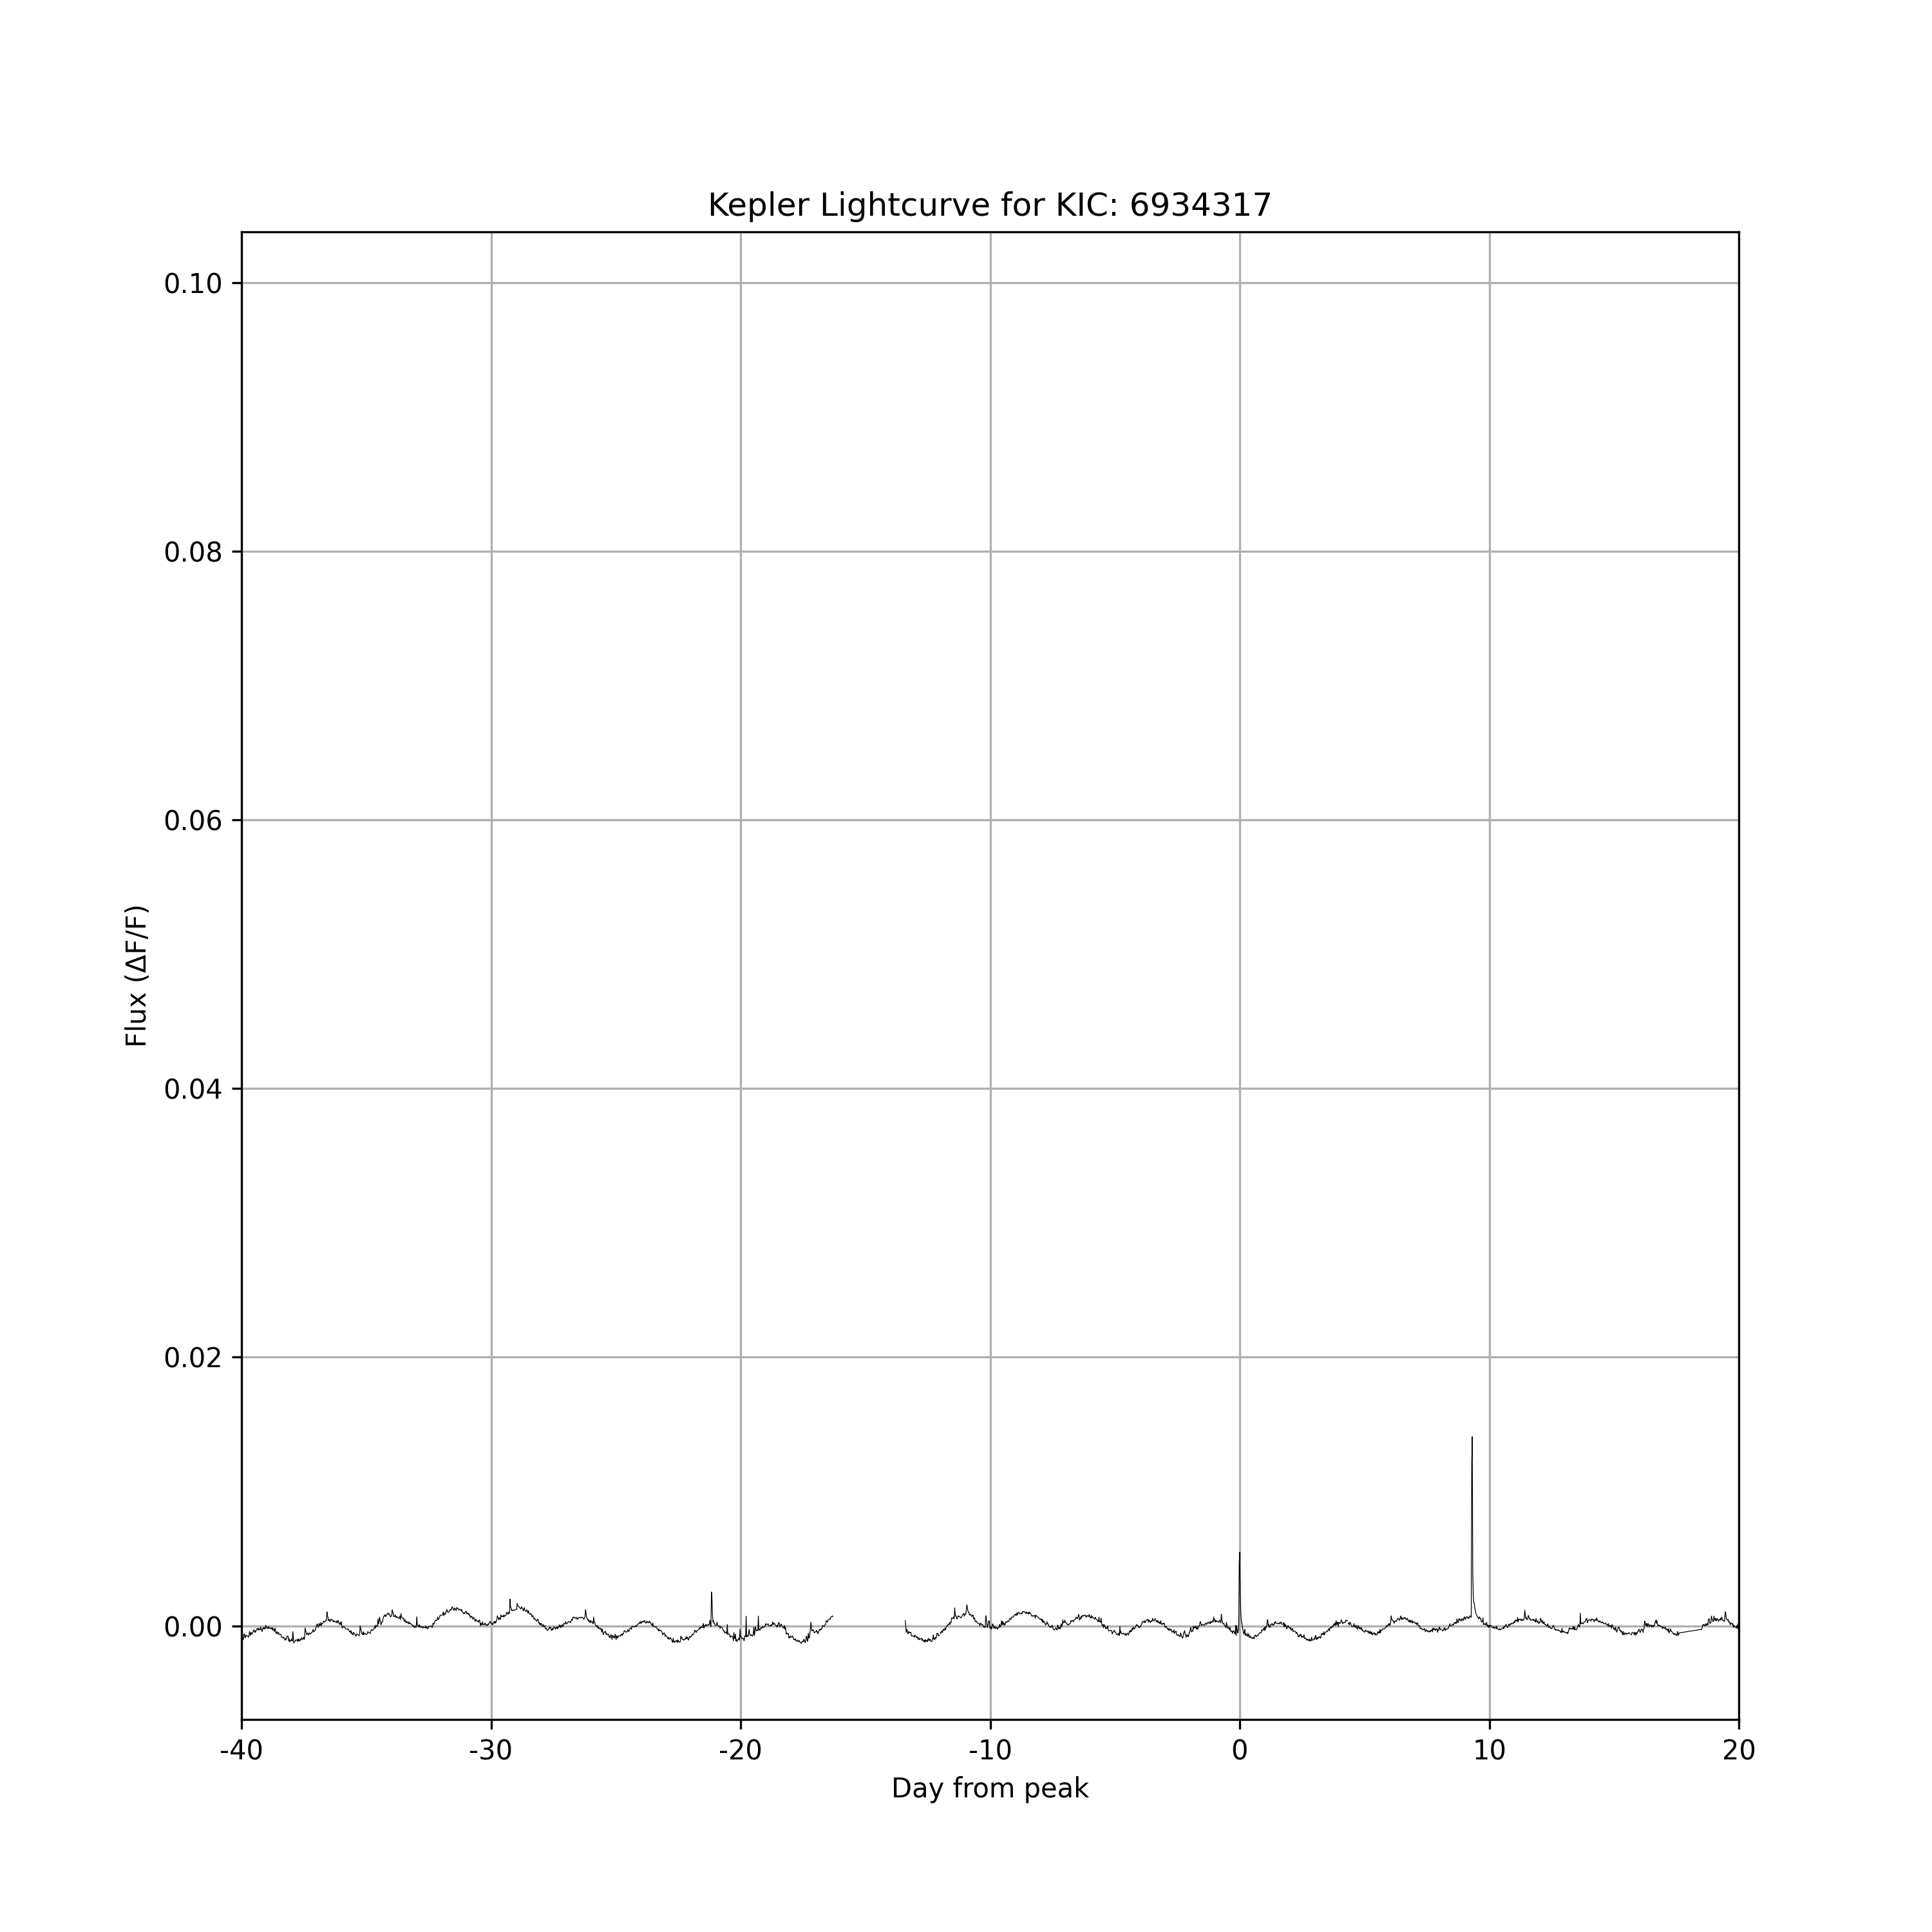 Kepler Lightcurve for KIC: 6934317
0.10
0.08
0.06
0.04
0.02
0.00
Flux (ΔF/F)
-40 -30 -20 -10 0 10 20
Day from peak